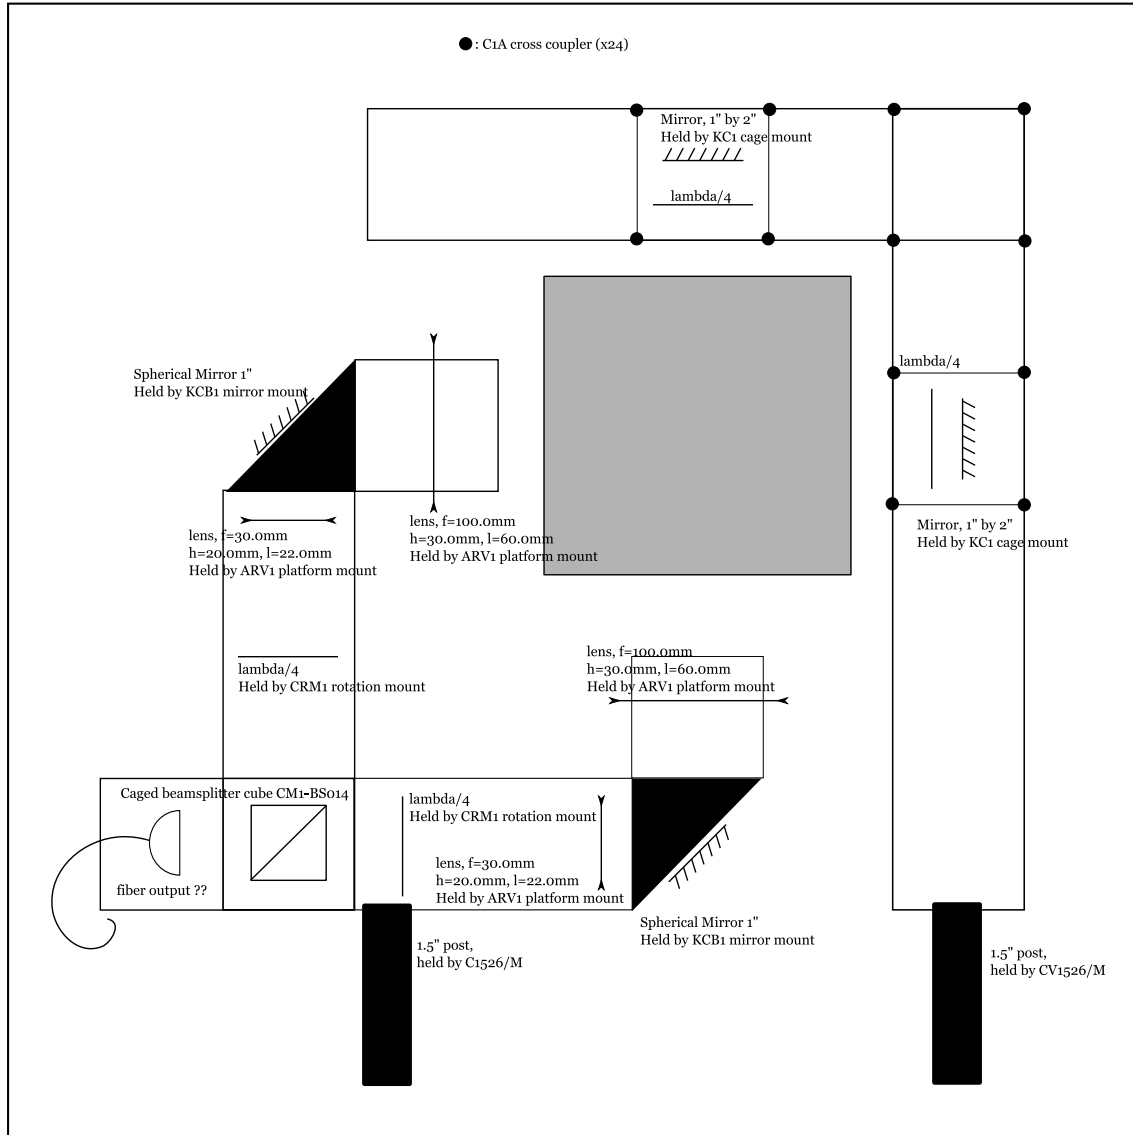 : C1A cross coupler (x24)
Mirror, 1" by 2"
Held by KC1 cage mount
lambda/4
lambda/4
Spherical Mirror 1"
Held by KCB1 mirror mount
lens, f=100.0mm
h=30.0mm, l=60.0mm
Held by ARV1 platform mount
lens, f=30.0mm
h=20.0mm, l=22.0mm
Held by ARV1 platform mount
Mirror, 1" by 2"
Held by KC1 cage mount
lens, f=100.0mm
h=30.0mm, l=60.0mm
Held by ARV1 platform mount
lambda/4
Held by CRM1 rotation mount
Caged beamsplitter cube CM1-BS014
lambda/4
Held by CRM1 rotation mount
lens, f=30.0mm
h=20.0mm, l=22.0mm
Held by ARV1 platform mount
fiber output ??
Spherical Mirror 1"
Held by KCB1 mirror mount
1.5" post,
held by C1526/M
1.5" post,
held by CV1526/M